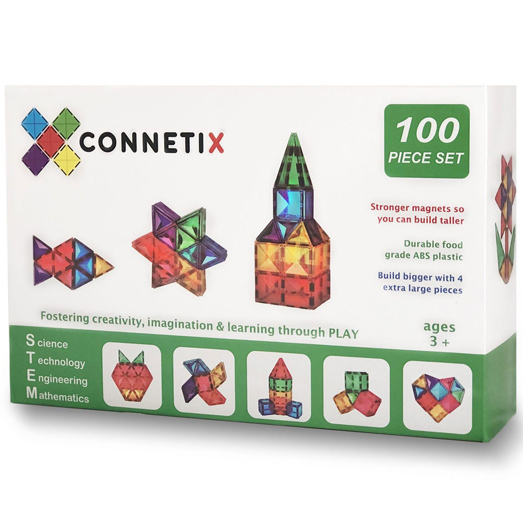 CONNETIX
100
PIECE SET
Stronger magnets so
you can build taller
Durable food
grade ABS plastic
Build bigger with 4
extra large pieces
Fostering creativity, imagination & learning through PLAY
ages
3 +
Science
Technology
Engineering
Mathematics